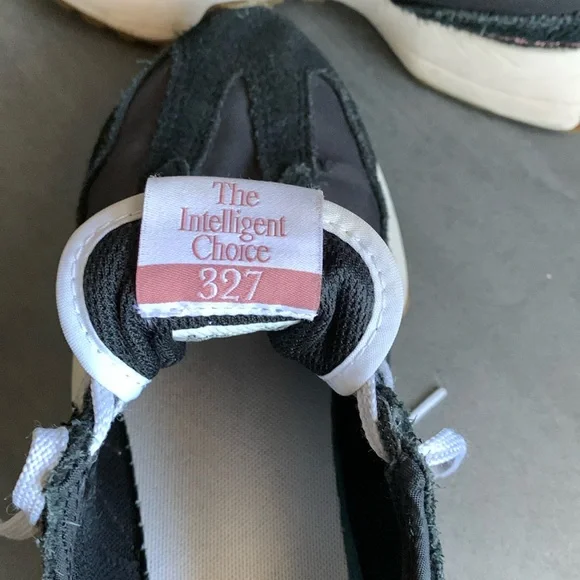 The
Intelligent
Choice
327